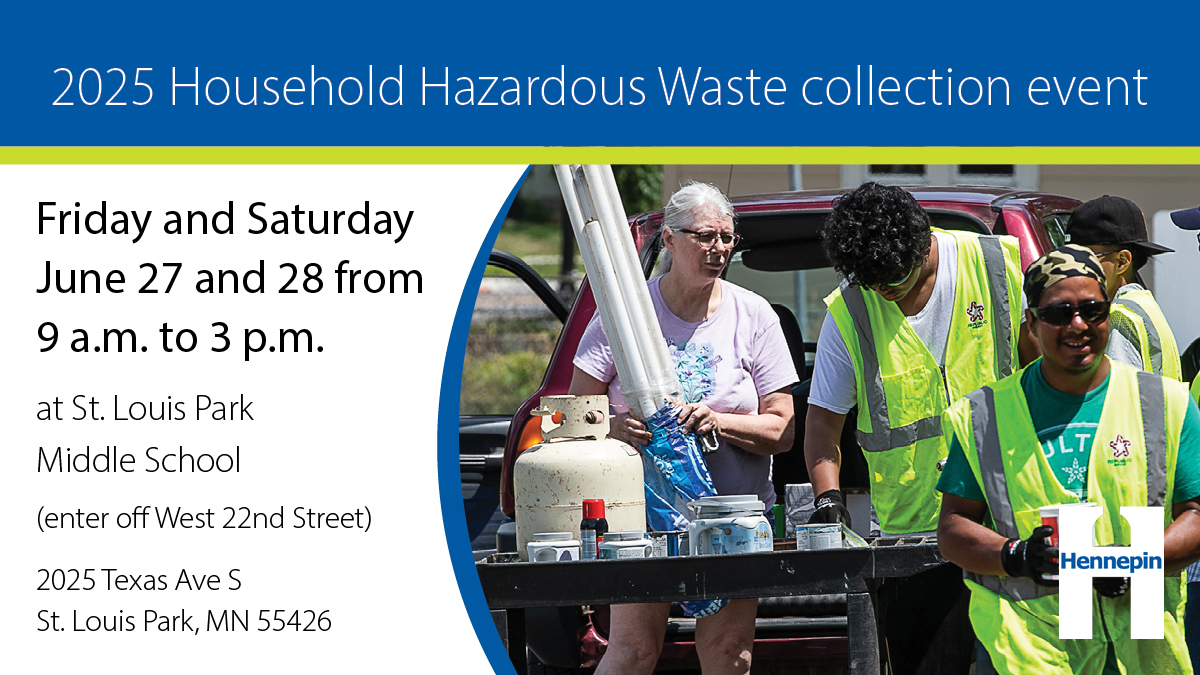 2025 Household Hazardous Waste collection event
Friday and Saturday
June 27 and 28 from
9 a.m. to 3 p.m.
at St. Louis Park
Middle School
(enter off West 22nd Street)
2025 Texas Ave S
St. Louis Park, MN 55426
Hennepin